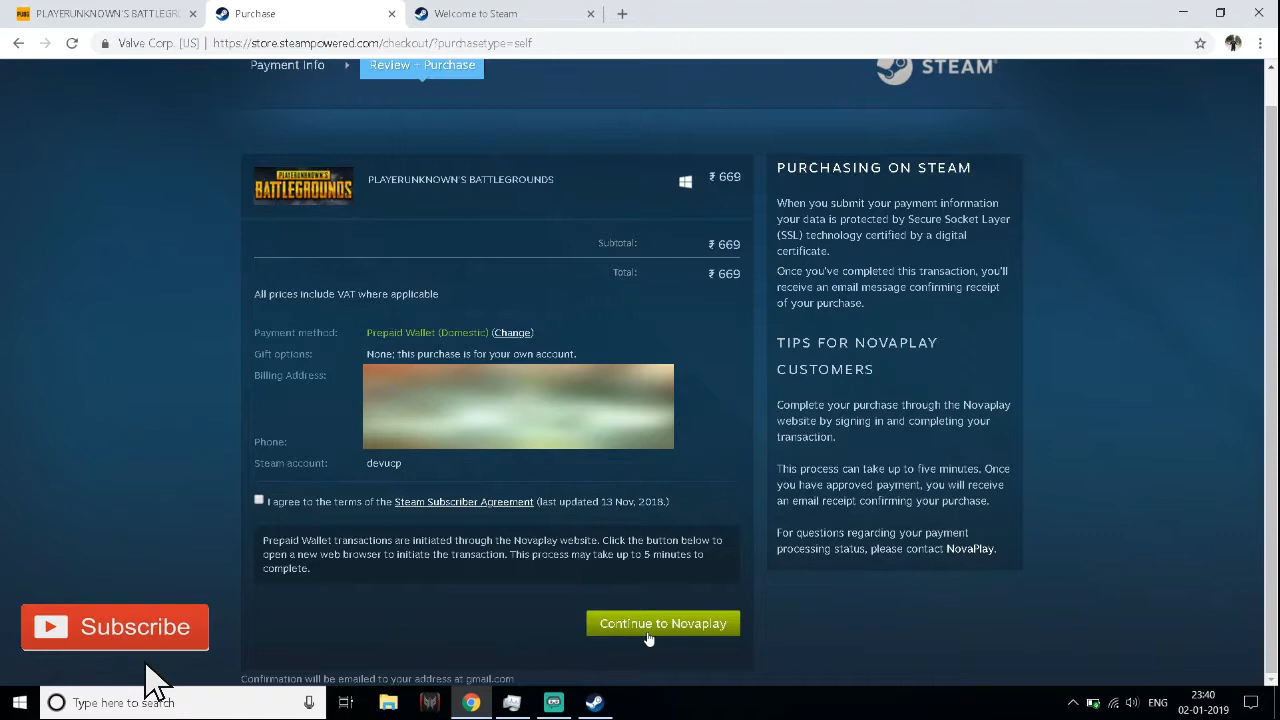 PLAYERUNKNOWN'S BATTLEGR
Purchase
Welcome to Steam
Valve Corp. [US] | https://store.steampowered.com/checkout/?purchasetype=self
Payment Info
Review + Purchase
STEAM
PLAYERUNKNOWN'S
BATTLEGROUNDS
PLAYERUNKNOWN'S BATTLEGROUNDS
₹ 669
Subtotal:
₹ 669
Total:
₹ 669
All prices include VAT where applicable
Payment method:
Prepaid Wallet (Domestic) (Change)
Gift options:
None; this purchase is for your own account.
Billing Address:
Phone:
Steam account:
devucp
I agree to the terms of the Steam Subscriber Agreement (last updated 13 Nov, 2018.)
Prepaid Wallet transactions are initiated through the Novaplay website. Click the button below to
open a new web browser to initiate the transaction. This process may take up to 5 minutes to
complete.
Continue to Novaplay
Confirmation will be emailed to your address at gmail.com
PURCHASING ON STEAM
When you submit your payment information
your data is protected by Secure Socket Layer
(SSL) technology certified by a digital
certificate.
Once you've completed this transaction, you'll
receive an email message confirming receipt
of your purchase.
TIPS FOR NOVAPLAY
CUSTOMERS
Complete your purchase through the Novaplay
website by signing in and completing your
transaction.
This process can take up to five minutes. Once
you have approved payment, you will receive
an email receipt confirming your purchase.
For questions regarding your payment
processing status, please contact NovaPlay.
Subscribe
Type here to search
ENG
23:40
02-01-2019